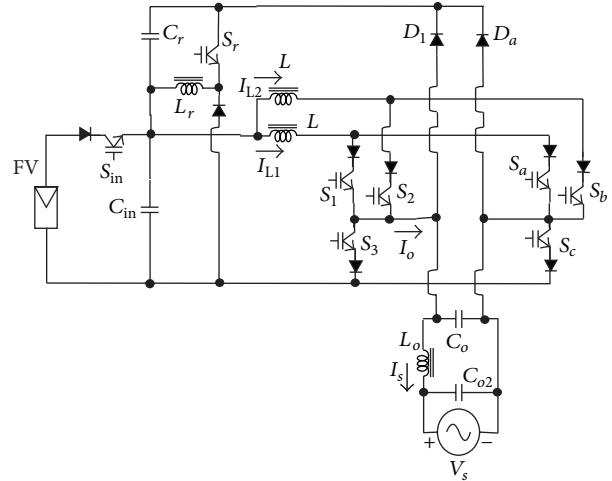 C_r
S_r
D_1
D_a
L
L_r
I_L2
L
FV
S_in
I_L1
S_1
S_2
S_a
S_b
C_in
S_3
I_o
S_c
L_o
C_o
I_s
C_o2
+
−
V_s